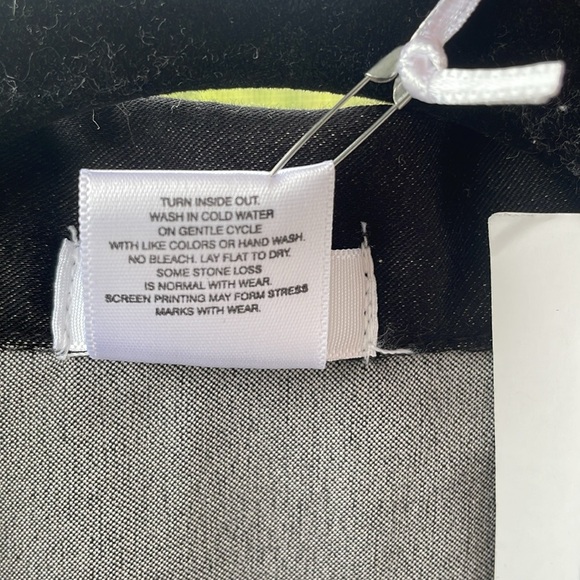 TURN INSIDE OUT.
WASH IN COLD WATER
ON GENTLE CYCLE
WITH LIKE COLORS OR HAND WASH.
NO BLEACH. LAY FLAT TO DRY.
SOME STONE LOSS
IS NORMAL WITH WEAR.
SCREEN PRINTING MAY FORM STRESS
MARKS WITH WEAR.